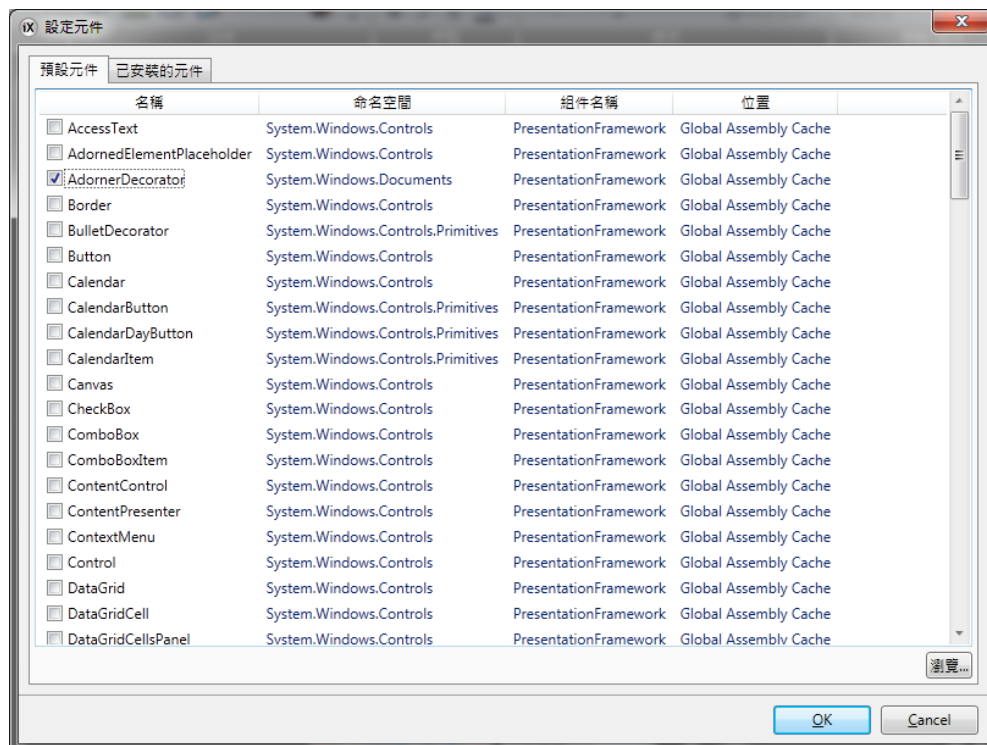 iX 設定元件
預設元件 已安裝的元件
名稱 命名空間 組件名稱 位置
AccessText System.Windows.Controls PresentationFramework Global Assembly Cache
AdornedElementPlaceholder System.Windows.Controls PresentationFramework Global Assembly Cache
AdornerDecorator System.Windows.Documents PresentationFramework Global Assembly Cache
Border System.Windows.Controls PresentationFramework Global Assembly Cache
BulletDecorator System.Windows.Controls.Primitives PresentationFramework Global Assembly Cache
Button System.Windows.Controls PresentationFramework Global Assembly Cache
Calendar System.Windows.Controls PresentationFramework Global Assembly Cache
CalendarButton System.Windows.Controls.Primitives PresentationFramework Global Assembly Cache
CalendarDayButton System.Windows.Controls.Primitives PresentationFramework Global Assembly Cache
CalendarItem System.Windows.Controls.Primitives PresentationFramework Global Assembly Cache
Canvas System.Windows.Controls PresentationFramework Global Assembly Cache
CheckBox System.Windows.Controls PresentationFramework Global Assembly Cache
ComboBox System.Windows.Controls PresentationFramework Global Assembly Cache
ComboBoxItem System.Windows.Controls PresentationFramework Global Assembly Cache
ContentControl System.Windows.Controls PresentationFramework Global Assembly Cache
ContentPresenter System.Windows.Controls PresentationFramework Global Assembly Cache
ContextMenu System.Windows.Controls PresentationFramework Global Assembly Cache
Control System.Windows.Controls PresentationFramework Global Assembly Cache
DataGrid System.Windows.Controls PresentationFramework Global Assembly Cache
DataGridCell System.Windows.Controls PresentationFramework Global Assembly Cache
DataGridCellsPanel System.Windows.Controls PresentationFramework Global Assembly Cache
瀏覽...
OK Cancel